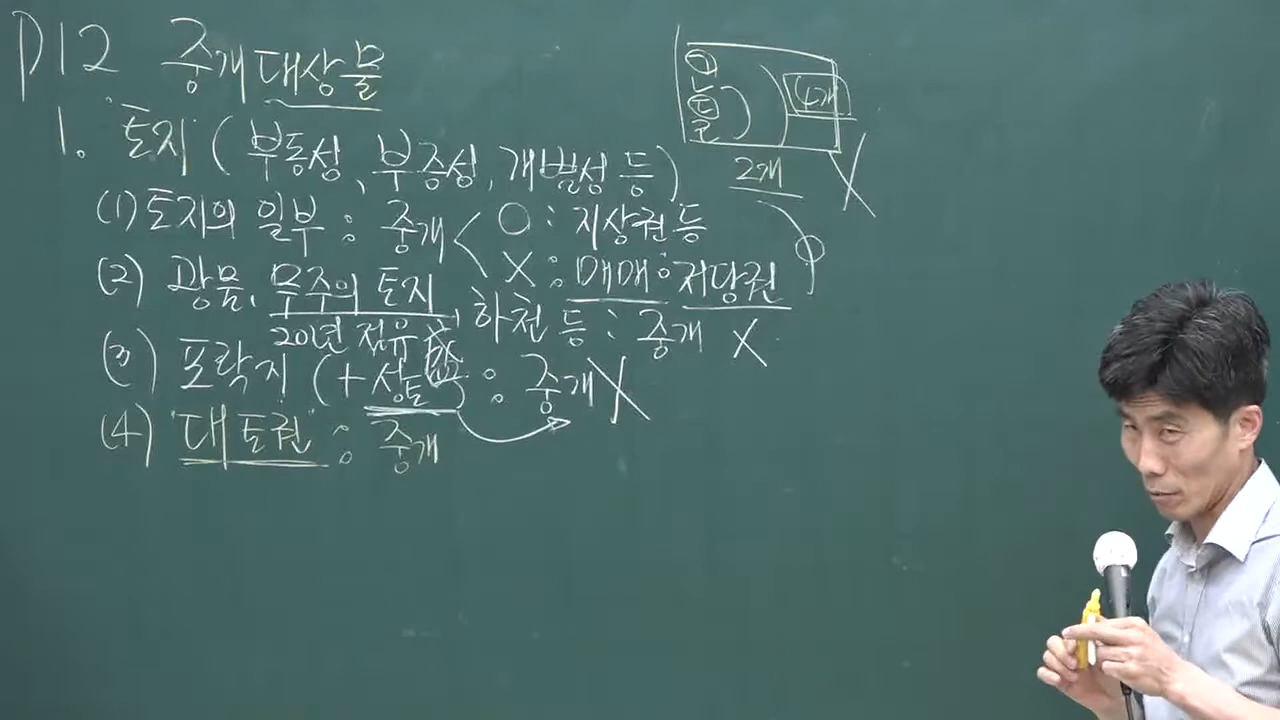 P12 중개대상물
1. 토지 (부동성, 부증성, 개별성 등)
(1) 토지의 일부 : 중개 < O : 지상권 등
X : 매매 : 저당권
(2) 광물, 무주의 토지, 하천 등 : 중개 X
20년 점유
(3) 포락지 (+ 성토 ) : 중개 X
(4) "대토권" : 중개
2개
X